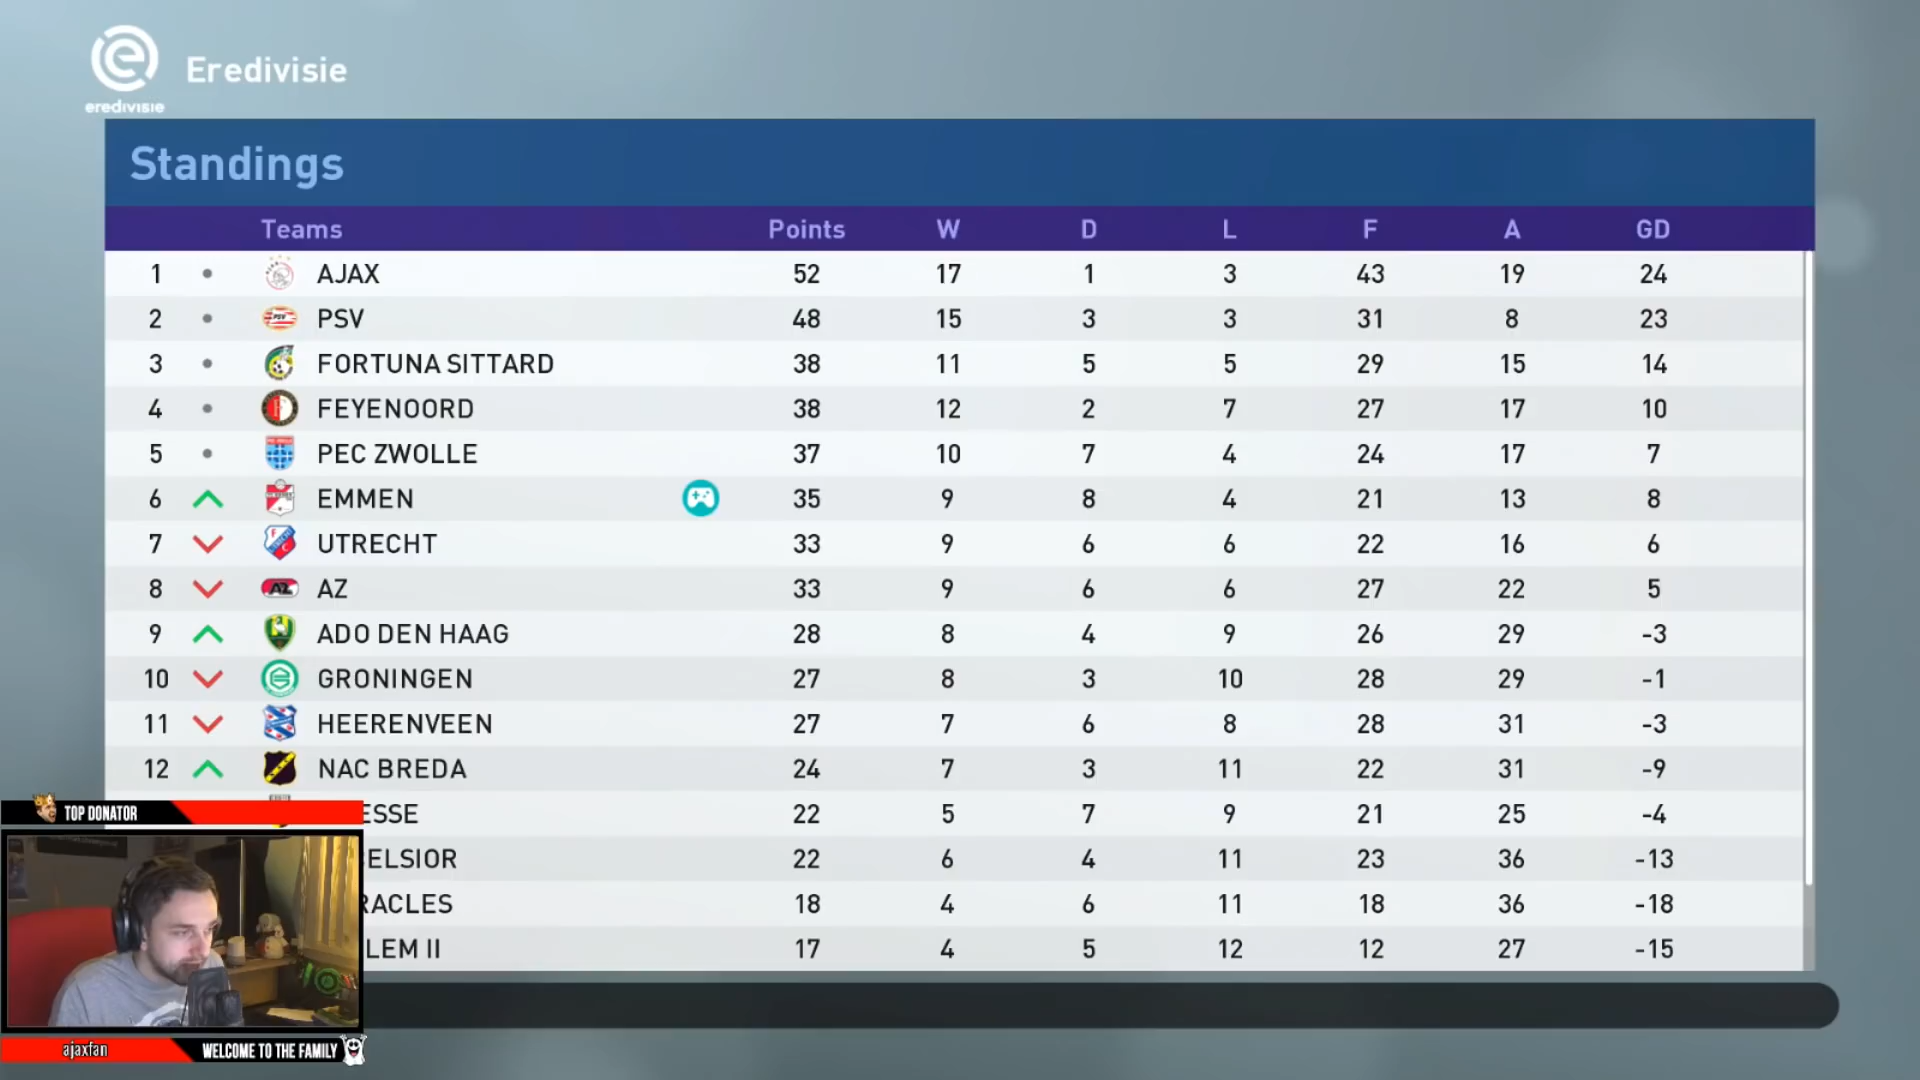 eredivisie
Eredivisie
Standings
Teams Points W D L F A GD
1 AJAX 52 17 1 3 43 19 24
2 PSV 48 15 3 3 31 8 23
3 FORTUNA SITTARD 38 11 5 5 29 15 14
4 FEYENOORD 38 12 2 7 27 17 10
5 PEC ZWOLLE 37 10 7 4 24 17 7
6 EMMEN 35 9 8 4 21 13 8
7 UTRECHT 33 9 6 6 22 16 6
8 AZ 33 9 6 6 27 22 5
9 ADO DEN HAAG 28 8 4 9 26 29 -3
10 GRONINGEN 27 8 3 10 28 29 -1
11 HEERENVEEN 27 7 6 8 28 31 -3
12 NAC BREDA 24 7 3 11 22 31 -9
ESSE 22 5 7 9 21 25 -4
ELSIOR 22 6 4 11 23 36 -13
RACLES 18 4 6 11 18 36 -18
LEM II 17 4 5 12 12 27 -15
TOP DONATOR
ajaxfan WELCOME TO THE FAMILY